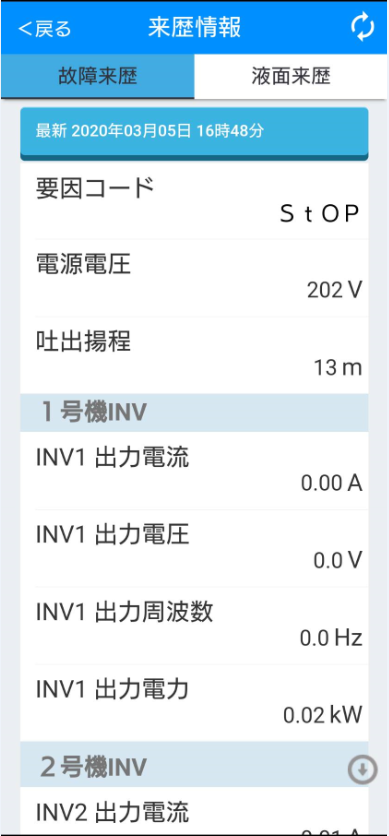 <戻る 来歴情報
故障来歴 液面来歴
最新 2020年03月05日 16時48分
要因コード
ＳｔＯＰ
電源電圧
202 V
吐出揚程
13 m
１号機INV
INV1 出力電流
0.00 A
INV1 出力電圧
0.0 V
INV1 出力周波数
0.0 Hz
INV1 出力電力
0.02 kW
２号機INV
INV2 出力電流